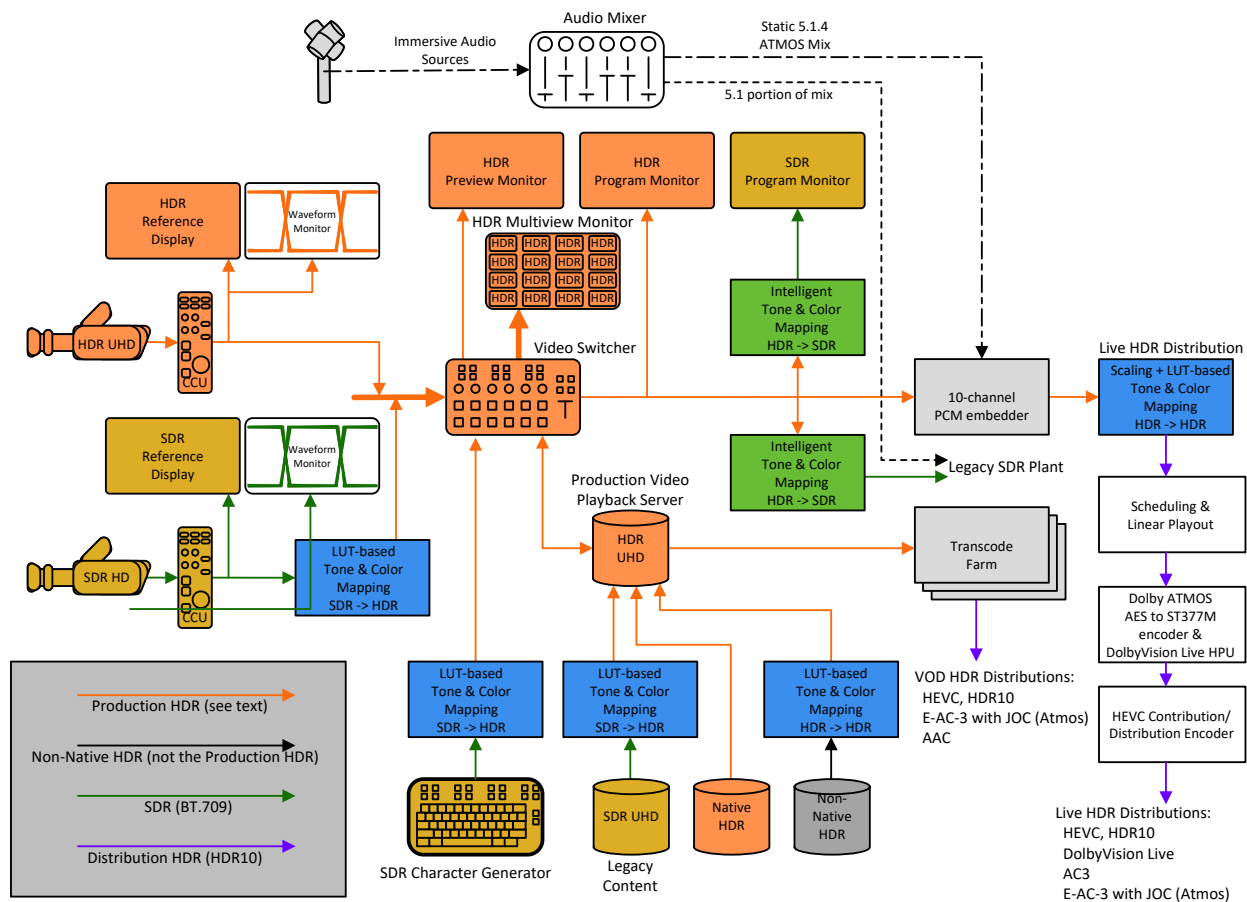 Audio Mixer
Immersive Audio
Sources
Static 5.1.4
ATMOS Mix
5.1 portion of mix
HDR
Preview Monitor
HDR
Program Monitor
SDR
Program Monitor
HDR
Reference
Display
Waveform
Monitor
HDR Multiview Monitor
HDR HDR HDR HDR
HDR HDR HDR HDR
HDR HDR HDR HDR
HDR HDR HDR HDR
HDR UHD
CCU
Video Switcher
Intelligent
Tone & Color
Mapping
HDR -> SDR
10-channel
PCM embedder
Live HDR Distribution
Scaling + LUT-based
Tone & Color
Mapping
HDR -> HDR
SDR
Reference
Display
Waveform
Monitor
Intelligent
Tone & Color
Mapping
HDR -> SDR
Legacy SDR Plant
Production Video
Playback Server
HDR
UHD
Scheduling &
Linear Playout
Transcode
Farm
SDR HD
CCU
LUT-based
Tone & Color
Mapping
SDR -> HDR
Dolby ATMOS
AES to ST377M
encoder &
DolbyVision Live HPU
LUT-based
Tone & Color
Mapping
SDR -> HDR
LUT-based
Tone & Color
Mapping
SDR -> HDR
LUT-based
Tone & Color
Mapping
HDR -> HDR
VOD HDR Distributions:
HEVC, HDR10
E-AC-3 with JOC (Atmos)
AAC
HEVC Contribution/
Distribution Encoder
Production HDR (see text)
Non-Native HDR (not the Production HDR)
SDR (BT.709)
Distribution HDR (HDR10)
SDR Character Generator
SDR UHD
Legacy
Content
Native
HDR
Non-
Native
HDR
Live HDR Distributions:
HEVC, HDR10
DolbyVision Live
AC3
E-AC-3 with JOC (Atmos)